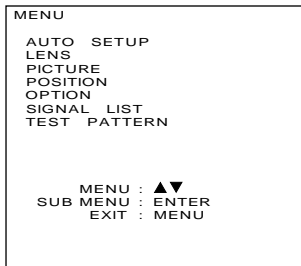 MENU
AUTO SETUP
LENS
PICTURE
POSITION
OPTION
SIGNAL LIST
TEST PATTERN
MENU : ▲▼
SUB MENU : ENTER
EXIT : MENU